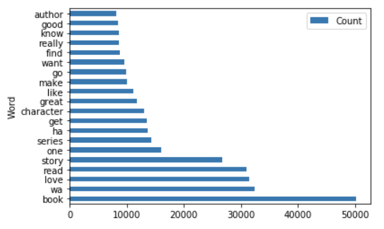 Count
author
good
know
really
find
want
go
make
like
great
character
get
ha
series
one
story
read
love
wa
book
Word
0 10000 20000 30000 40000 50000